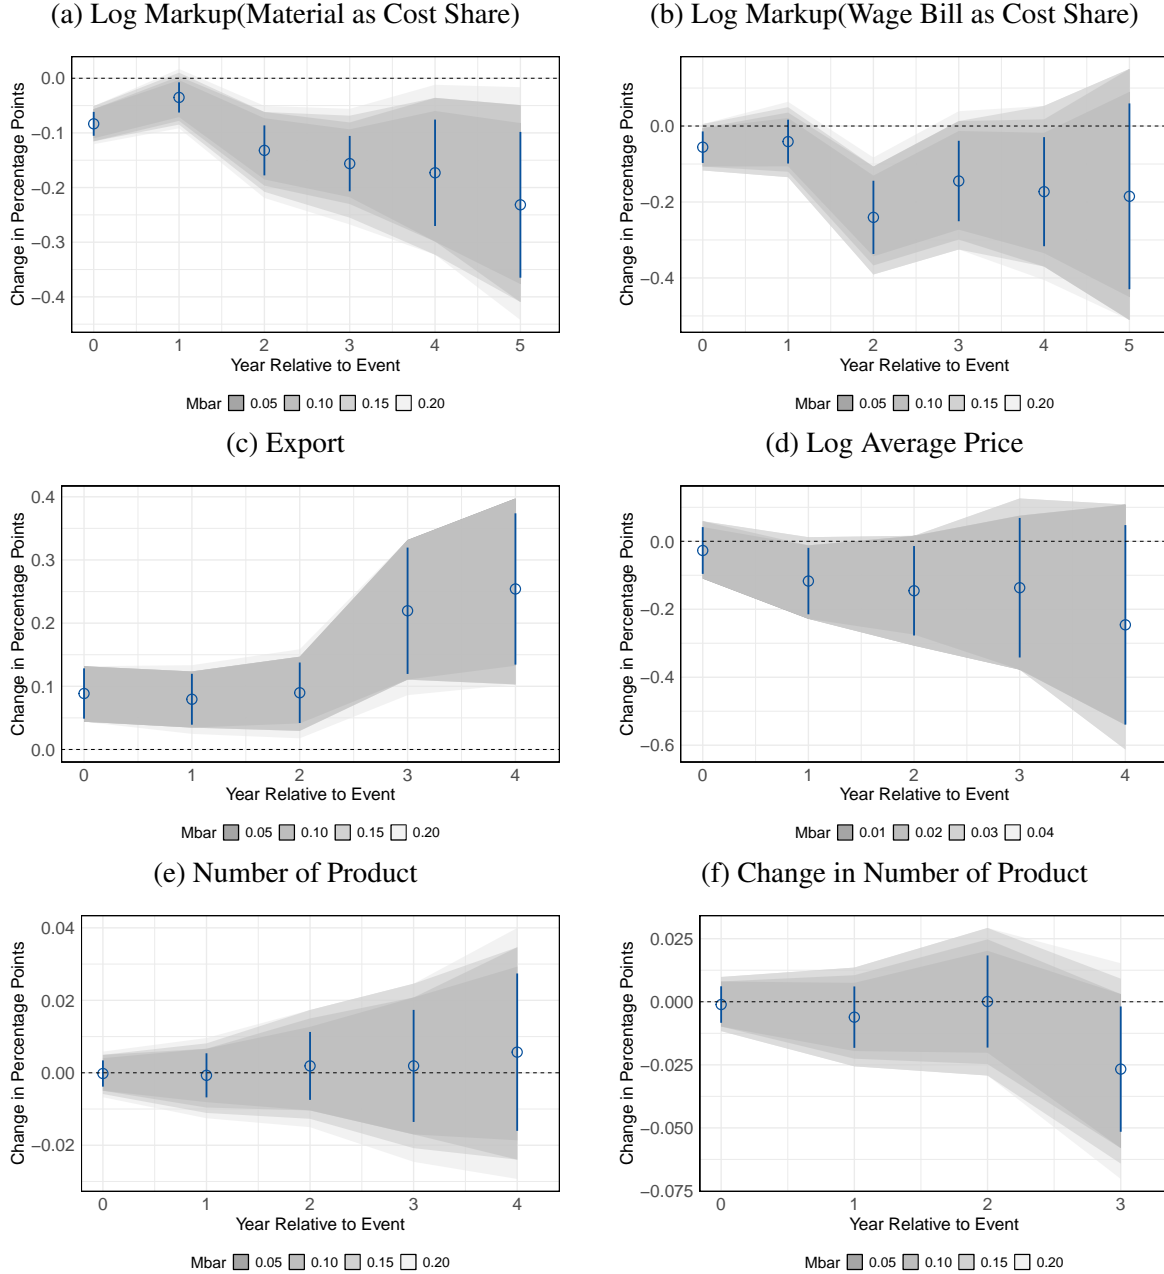 (a) Log Markup(Material as Cost Share)
Change in Percentage Points
0.0
−0.1
−0.2
−0.3
−0.4
0 1 2 3 4 5
Year Relative to Event
Mbar 0.05 0.10 0.15 0.20
(b) Log Markup(Wage Bill as Cost Share)
Change in Percentage Points
0.0
−0.2
−0.4
0 1 2 3 4 5
Year Relative to Event
Mbar 0.05 0.10 0.15 0.20
(c) Export
Change in Percentage Points
0.4
0.3
0.2
0.1
0.0
0 1 2 3 4
Year Relative to Event
Mbar 0.05 0.10 0.15 0.20
(d) Log Average Price
Change in Percentage Points
0.0
−0.2
−0.4
−0.6
0 1 2 3 4
Year Relative to Event
Mbar 0.01 0.02 0.03 0.04
(e) Number of Product
Change in Percentage Points
0.04
0.02
0.00
−0.02
0 1 2 3 4
Year Relative to Event
Mbar 0.05 0.10 0.15 0.20
(f) Change in Number of Product
Change in Percentage Points
0.025
0.000
−0.025
−0.050
−0.075
0 1 2 3
Year Relative to Event
Mbar 0.05 0.10 0.15 0.20